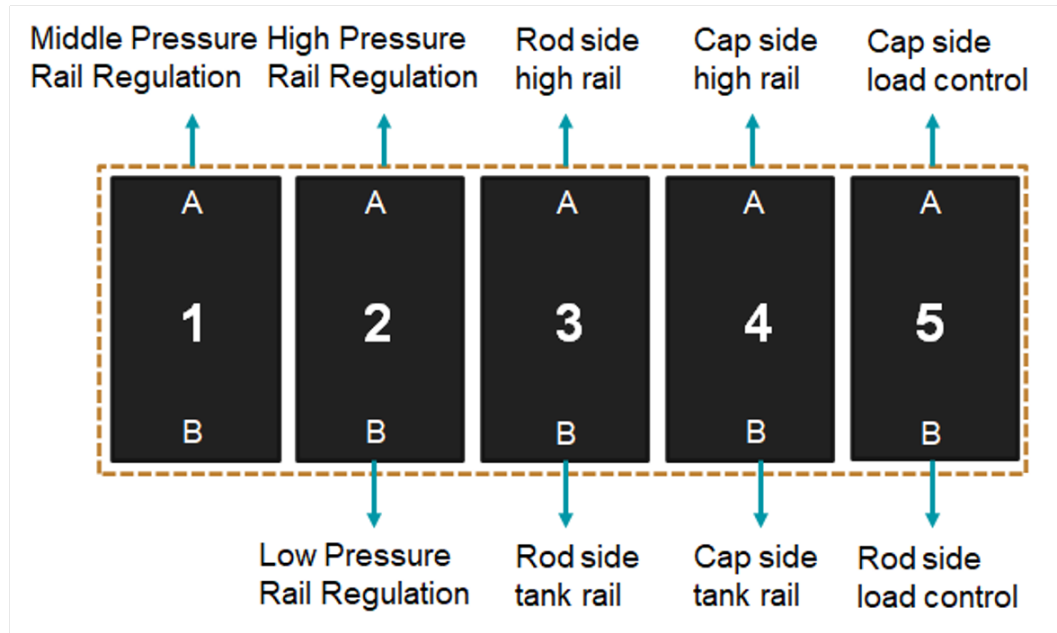 Middle Pressure
Rail Regulation
High Pressure
Rail Regulation
Rod side
high rail
Cap side
high rail
Cap side
load control
A
A
A
A
A
1
2
3
4
5
B
B
B
B
B
Low Pressure
Rail Regulation
Rod side
tank rail
Cap side
tank rail
Rod side
load control